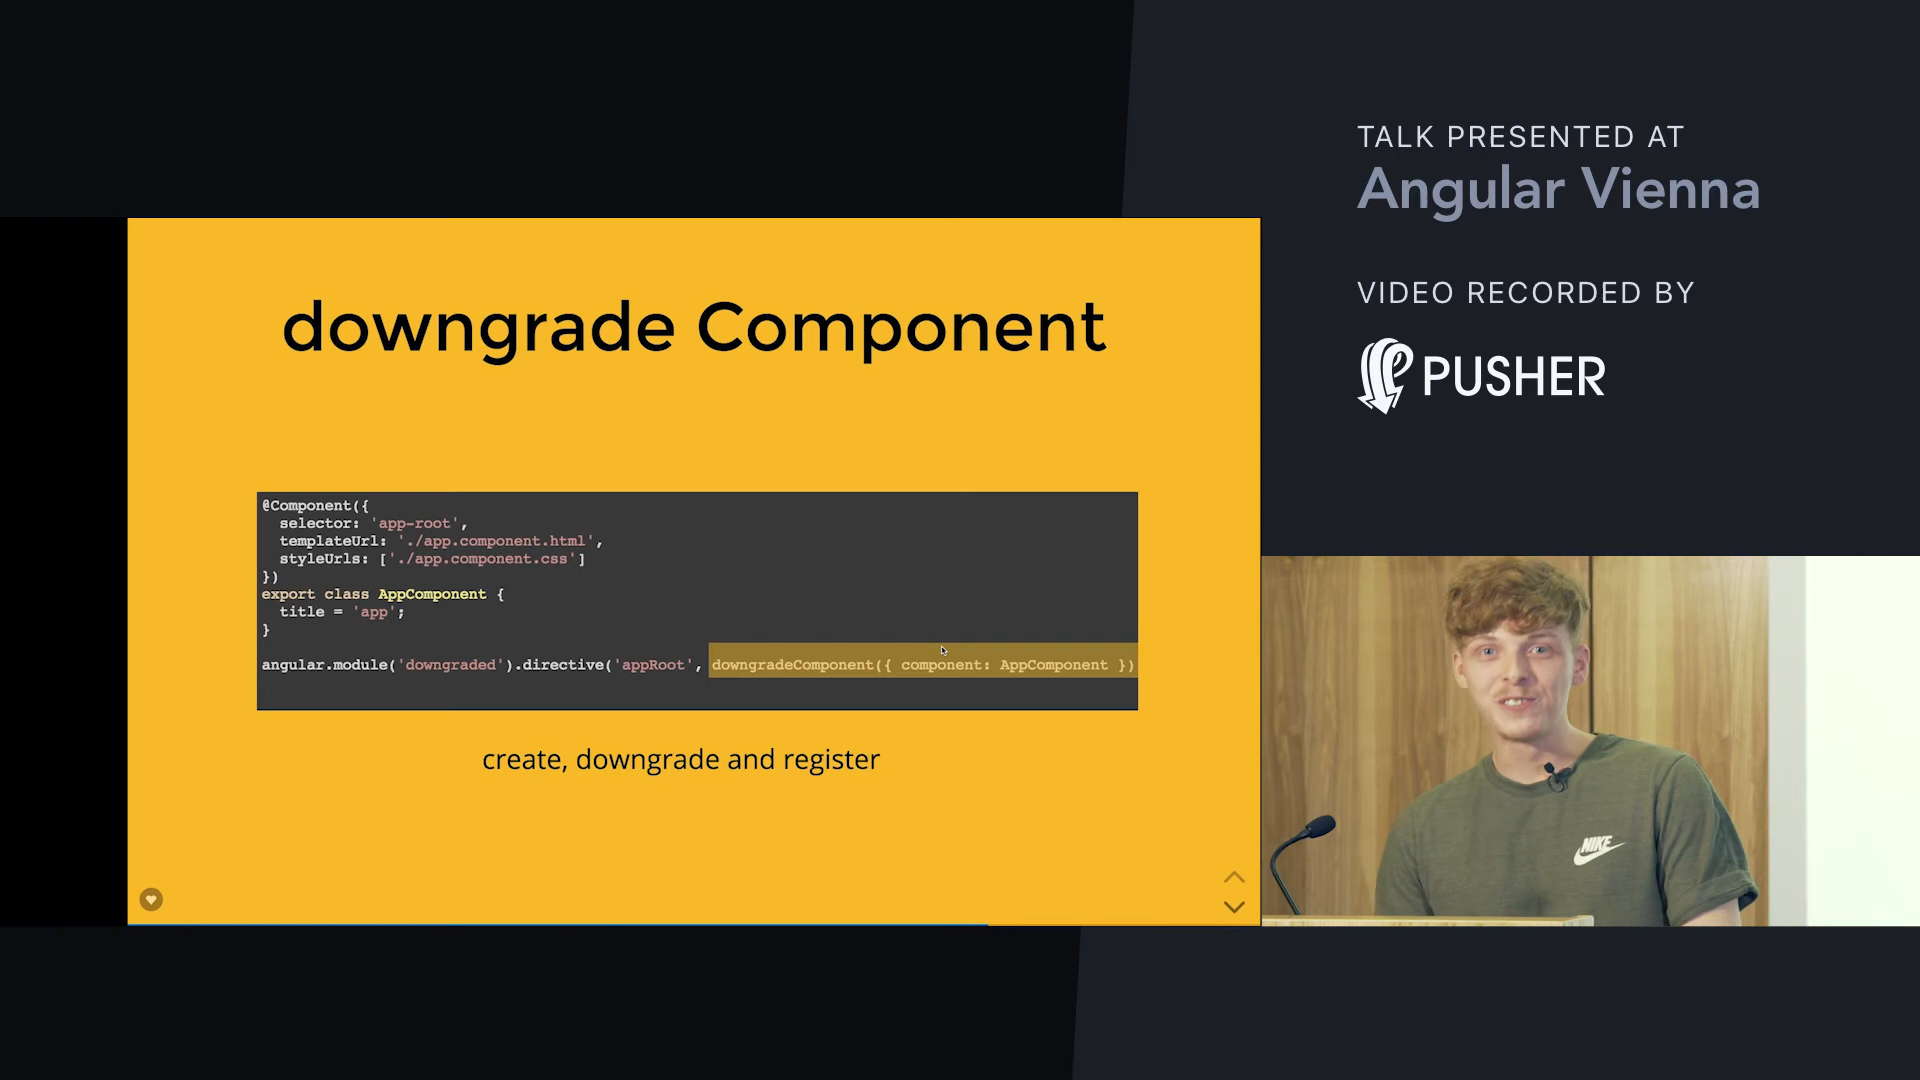 TALK PRESENTED AT
Angular Vienna
VIDEO RECORDED BY
PUSHER
downgrade Component
@Component({
  selector: 'app-root',
  templateUrl: './app.component.html',
  styleUrls: ['./app.component.css']
})
export class AppComponent {
  title = 'app';
}
angular.module('downgraded').directive('appRoot', downgradeComponent({ component: AppComponent })
create, downgrade and register
NIKE